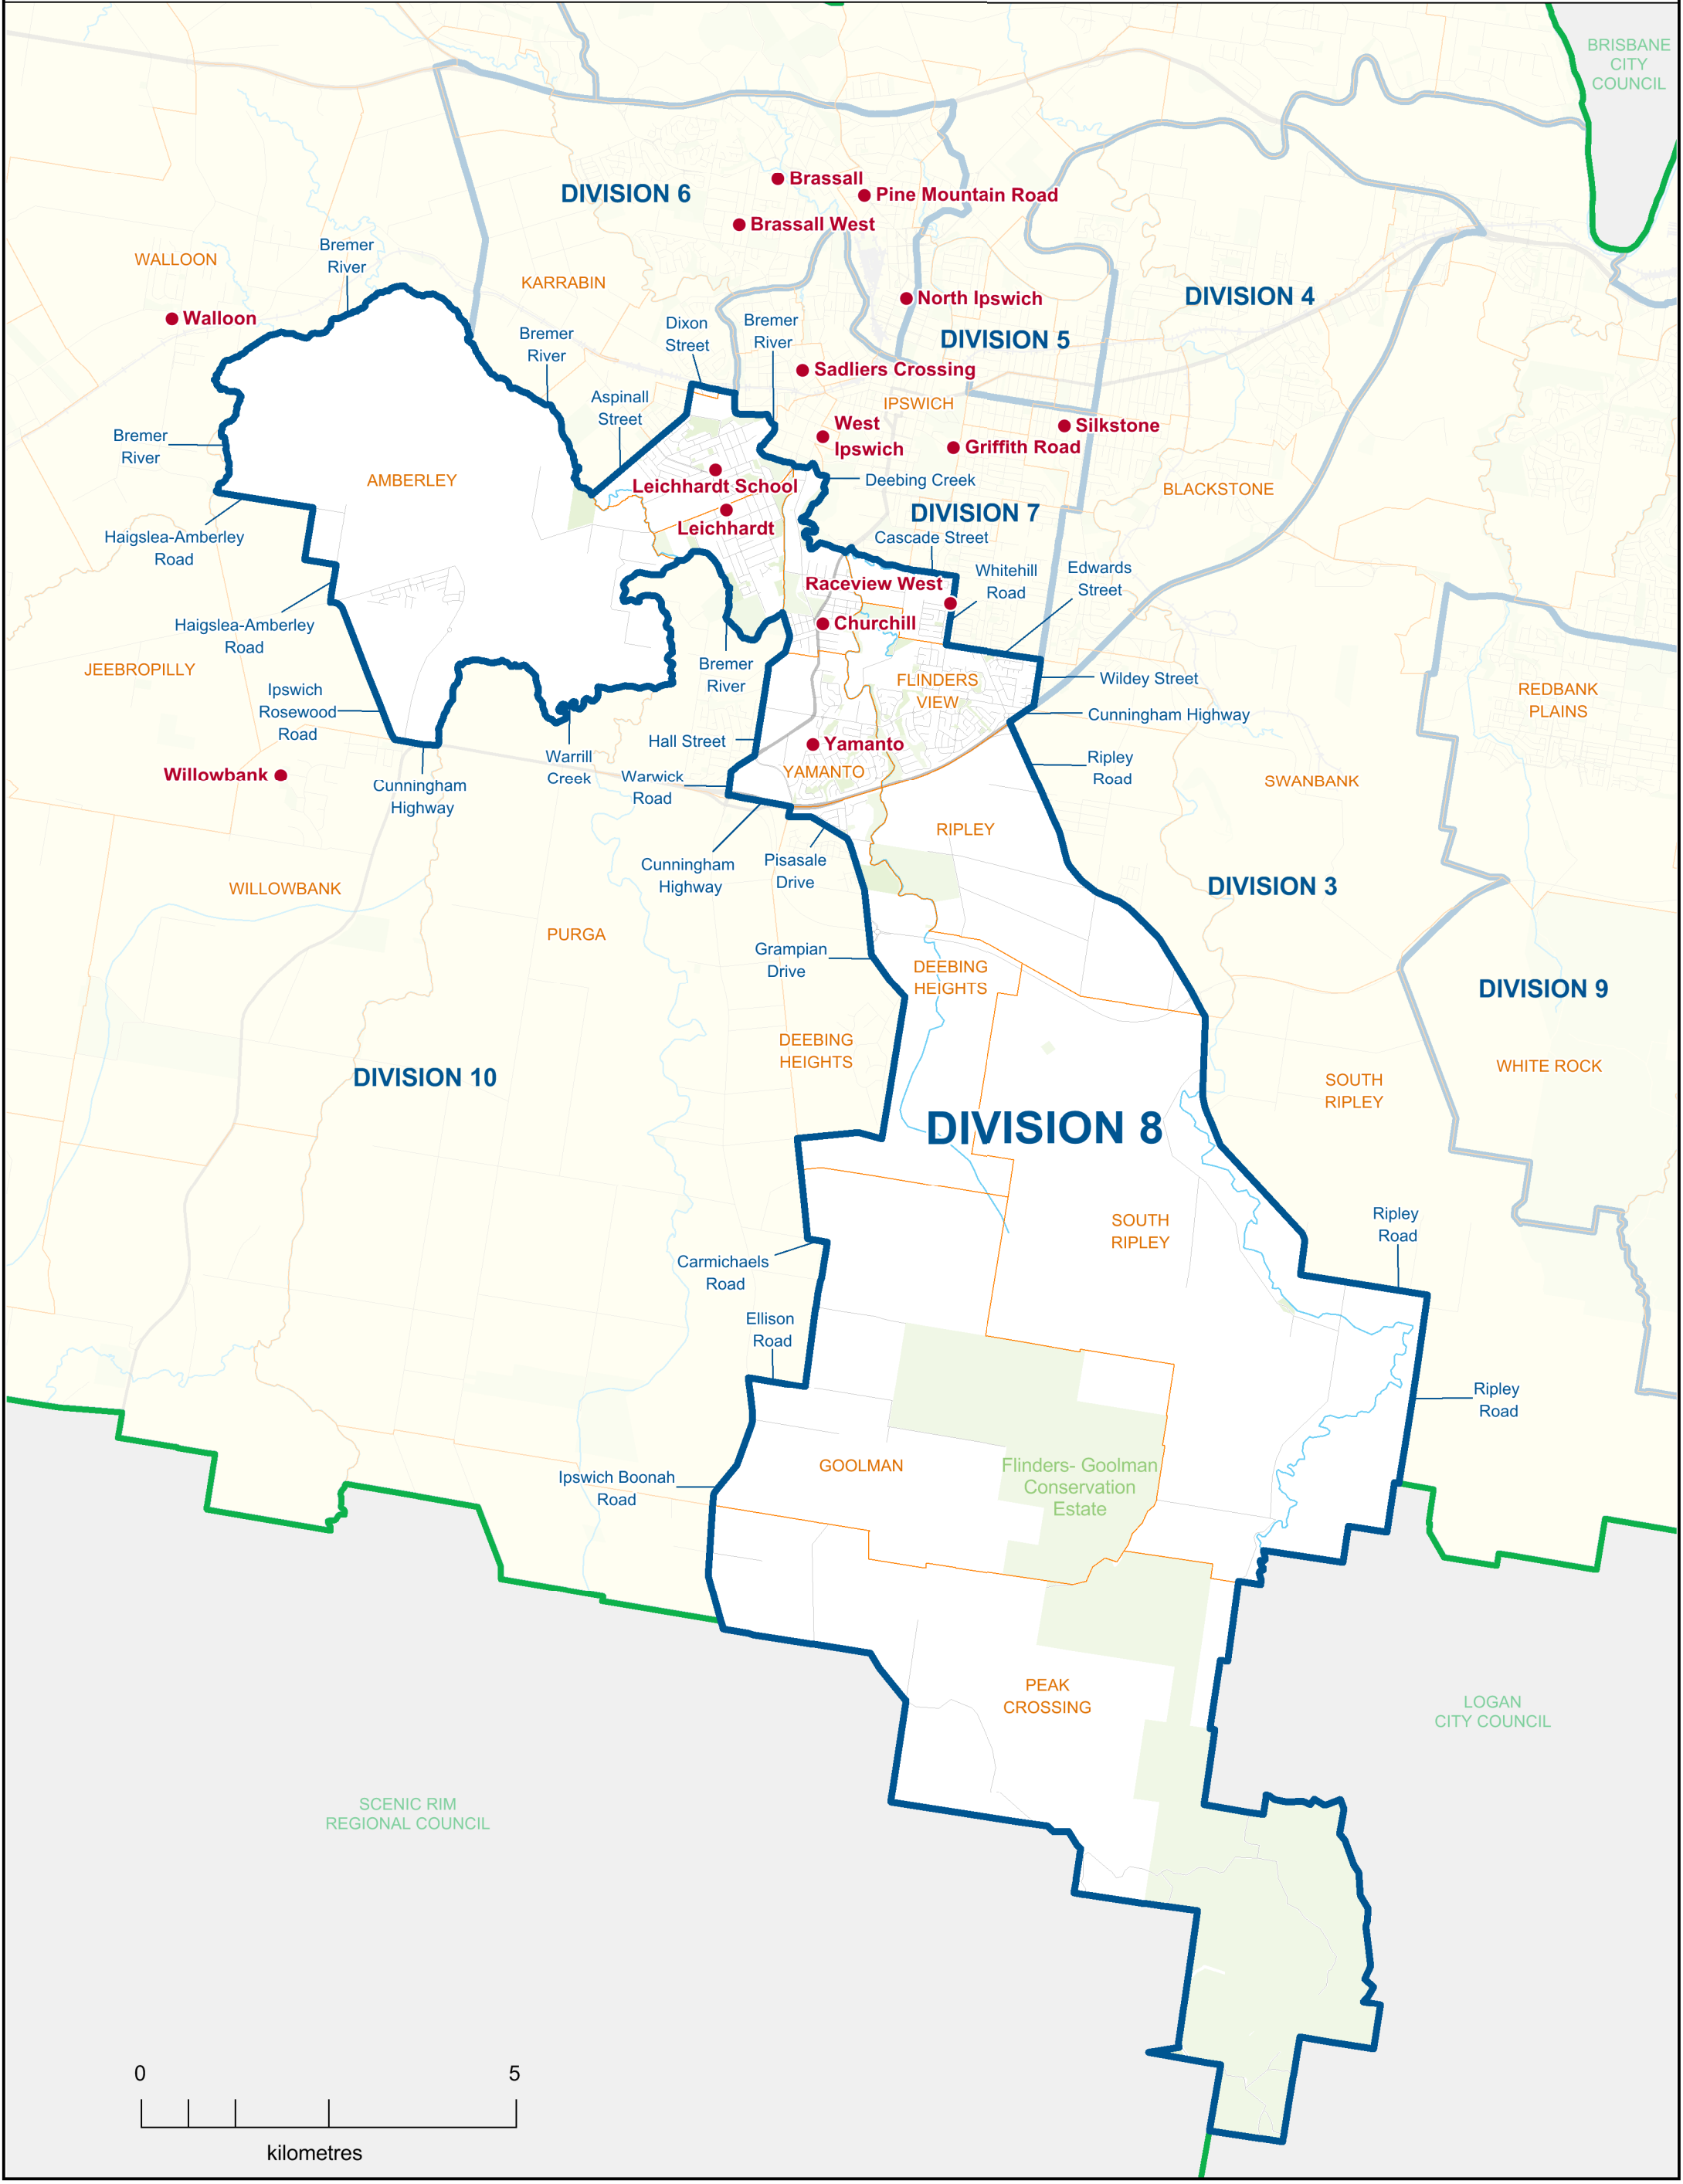 BRISBANE
CITY
COUNCIL
DIVISION 6
Brassall
Pine Mountain Road
Brassall West
WALLOON
Bremer
River
KARRABIN
Walloon
North Ipswich
DIVISION 4
Bremer
River
Dixon
Street
Bremer
River
DIVISION 5
Sadliers Crossing
Aspinall
Street
IPSWICH
West
Ipswich
Silkstone
Griffith Road
Bremer
River
AMBERLEY
Leichhardt School
Deebing Creek
BLACKSTONE
Leichhardt
DIVISION 7
Cascade Street
Haigslea-Amberley
Road
Raceview West
Whitehill
Road
Edwards
Street
Haigslea-Amberley
Road
Churchill
JEEBROPILLY
Bremer
River
FLINDERS
VIEW
Wildey Street
REDBANK
PLAINS
Ipswich
Rosewood
Road
Cunningham Highway
Hall Street
Yamanto
Willowbank
Cunningham
Highway
Warrill
Creek
Warwick
Road
YAMANTO
Ripley
Road
SWANBANK
RIPLEY
Cunningham
Highway
Pisasale
Drive
WILLOWBANK
DIVISION 3
PURGA
Grampian
Drive
DEEBING
HEIGHTS
DIVISION 9
DEEBING
HEIGHTS
DIVISION 10
SOUTH
RIPLEY
WHITE ROCK
DIVISION 8
SOUTH
RIPLEY
Ripley
Road
Carmichaels
Road
Ellison
Road
Ripley
Road
Ipswich Boonah
Road
GOOLMAN
Flinders- Goolman
Conservation
Estate
PEAK
CROSSING
LOGAN
CITY COUNCIL
SCENIC RIM
REGIONAL COUNCIL
0 5
kilometres